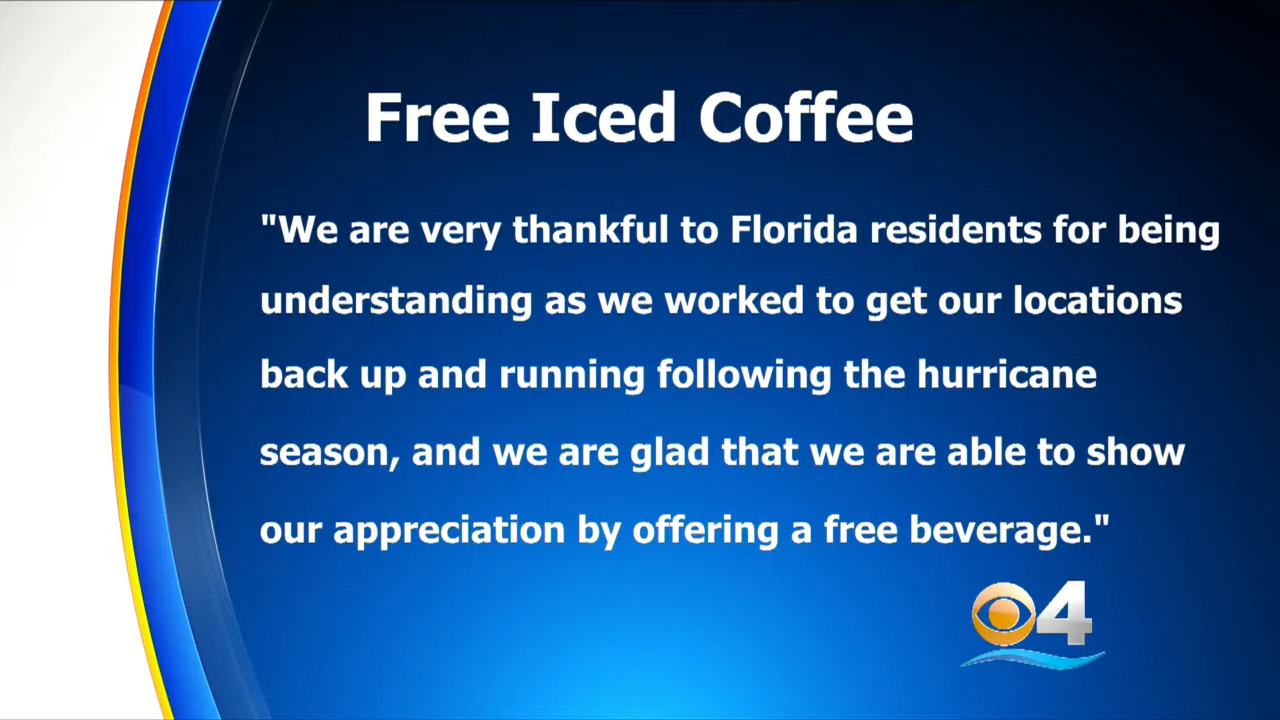 Free Iced Coffee
"We are very thankful to Florida residents for being
understanding as we worked to get our locations
back up and running following the hurricane
season, and we are glad that we are able to show
our appreciation by offering a free beverage."
4